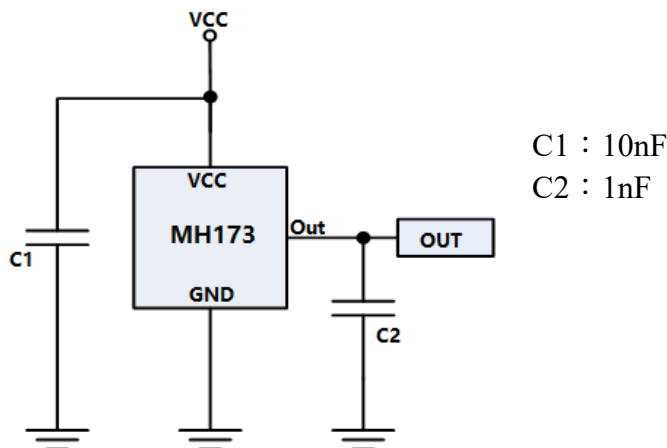 VCC
VCC
MH173
Out
OUT
GND
C1
C2
C1：10nF
C2：1nF